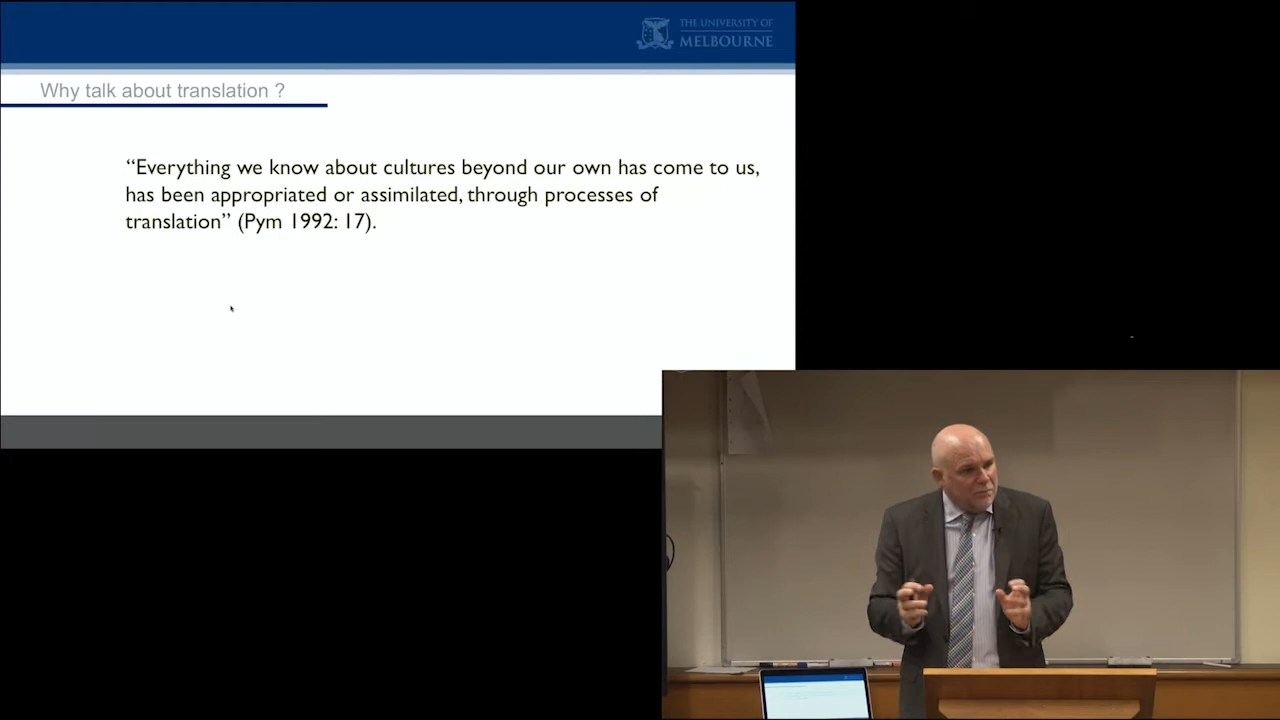 THE UNIVERSITY OF
MELBOURNE
Why talk about translation ?
“Everything we know about cultures beyond our own has come to us,
has been appropriated or assimilated, through processes of
translation” (Pym 1992: 17).